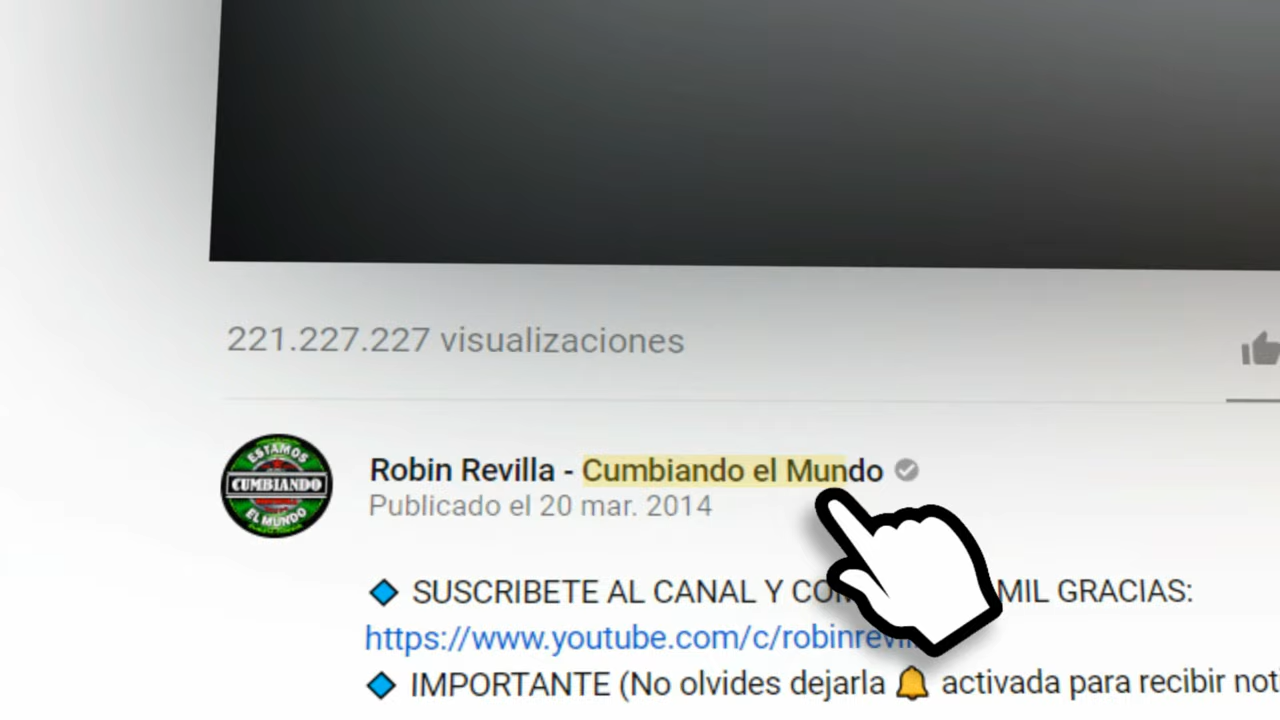 221.227.227 visualizaciones
ESTAMOS
CUMBIANDO
EL MUNDO
Robin Revilla - Cumbiando el Mundo
Publicado el 20 mar. 2014
SUSCRIBETE AL CANAL Y MIL GRACIAS:
https://www.youtube.com/c/robinrevi
IMPORTANTE (No olvides dejarla 🔔 activada para recibir not